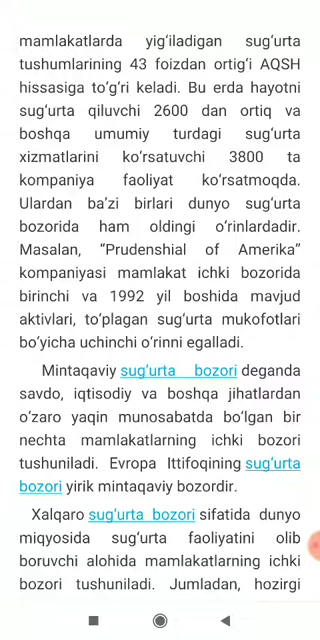 mamlakatlarda yig‘iladigan sug‘urta
tushumlarining 43 foizdan ortig‘i AQSH
hissasiga to‘g‘ri keladi. Bu erda hayotni
sug‘urta qiluvchi 2600 dan ortiq va
boshqa umumiy turdagi sug‘urta
xizmatlarini ko‘rsatuvchi 3800 ta
kompaniya faoliyat ko‘rsatmoqda.
Ulardan ba’zi birlari dunyo sug‘urta
bozorida ham oldingi o‘rinlardadir.
Masalan, “Prudenshial of Amerika”
kompaniyasi mamlakat ichki bozorida
birinchi va 1992 yil boshida mavjud
aktivlari, to‘plagan sug‘urta mukofotlari
bo‘yicha uchinchi o‘rinni egalladi.
Mintaqaviy sug‘urta bozori deganda
savdo, iqtisodiy va boshqa jihatlardan
o‘zaro yaqin munosabatda bo‘lgan bir
nechta mamlakatlarning ichki bozori
tushuniladi. Evropa Ittifoqining sug‘urta
bozori yirik mintaqaviy bozordir.
Xalqaro sug‘urta bozori sifatida dunyo
miqyosida sug‘urta faoliyatini olib
boruvchi alohida mamlakatlarning ichki
bozori tushuniladi. Jumladan, hozirgi